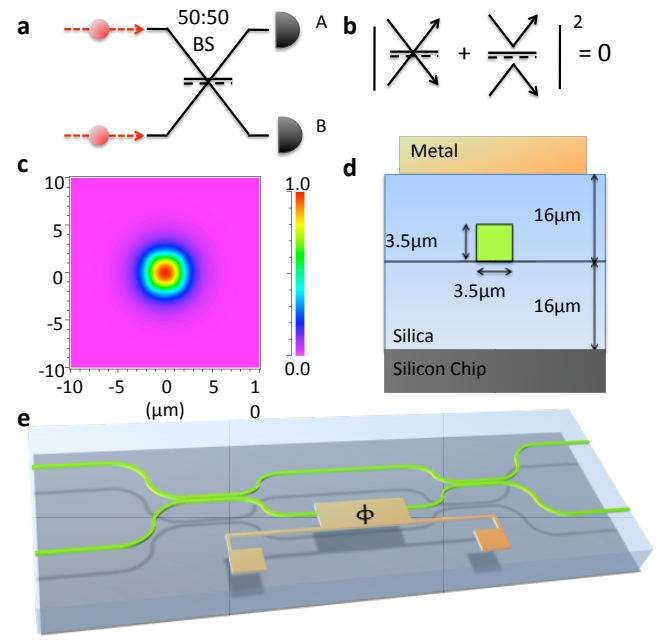 a
50:50
BS
A
B
b
+
2
= 0
c
10
5
0
-5
-10
-10
-5
0
5
1
0
(μm)
1.0
0.0
d
Metal
16μm
3.5μm
3.5μm
16μm
Silica
Silicon Chip
e
ϕ